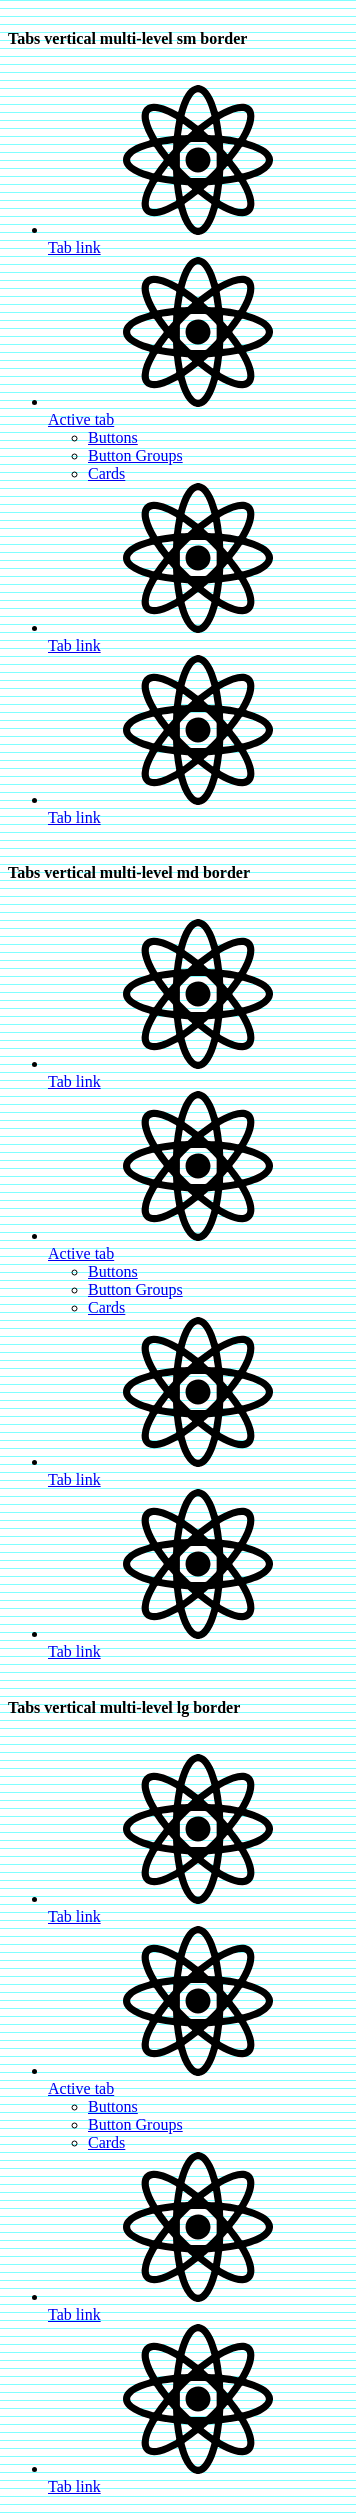 Tabs vertical multi-level sm border
Tab link
Active tab
Buttons
Button Groups
Cards
Tab link
Tab link
Tabs vertical multi-level md border
Tab link
Active tab
Buttons
Button Groups
Cards
Tab link
Tab link
Tabs vertical multi-level lg border
Tab link
Active tab
Buttons
Button Groups
Cards
Tab link
Tab link